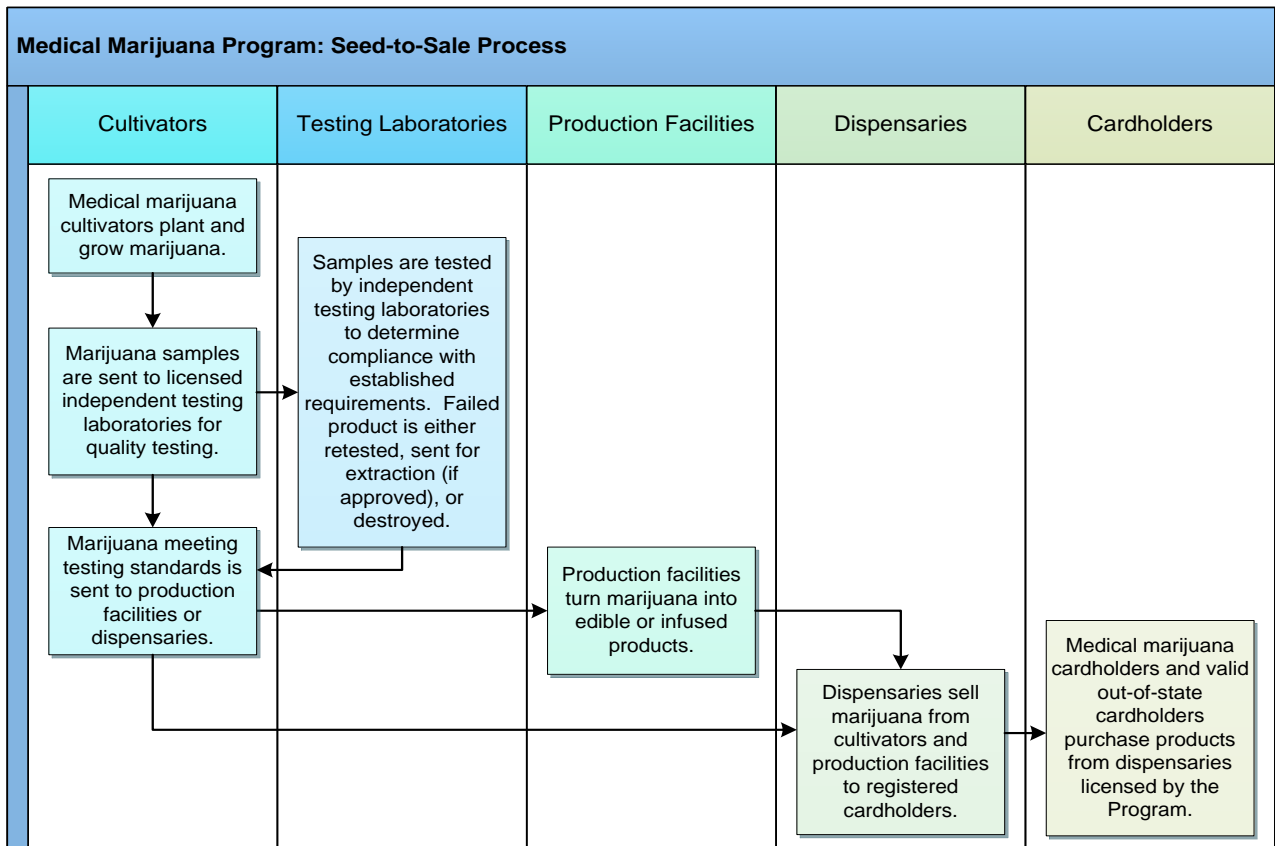 Medical Marijuana Program: Seed-to-Sale Process
Cultivators
Testing Laboratories
Production Facilities
Dispensaries
Cardholders
Medical marijuana
cultivators plant and
grow marijuana.
Marijuana samples
are sent to licensed
independent testing
laboratories for
quality testing.
Marijuana meeting
testing standards is
sent to production
facilities or
dispensaries.
Samples are tested
by independent
testing laboratories
to determine
compliance with
established
requirements.  Failed
product is either
retested, sent for
extraction (if
approved), or
destroyed.
Production facilities
turn marijuana into
edible or infused
products.
Dispensaries sell
marijuana from
cultivators and
production facilities
to registered
cardholders.
Medical marijuana
cardholders and valid
out-of-state
cardholders
purchase products
from dispensaries
licensed by the
Program.